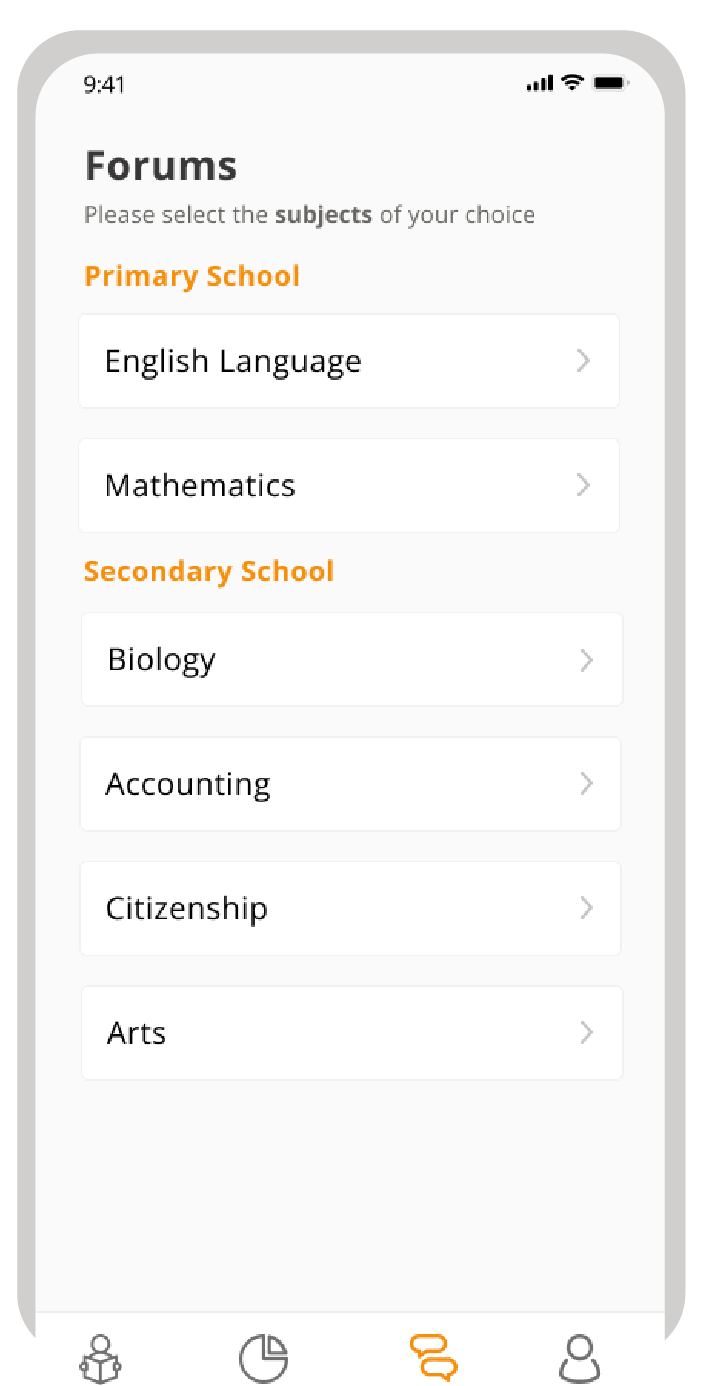 9:41
Forums
Please select the subjects of your choice
Primary School
English Language
Mathematics
Secondary School
Biology
Accounting
Citizenship
Arts